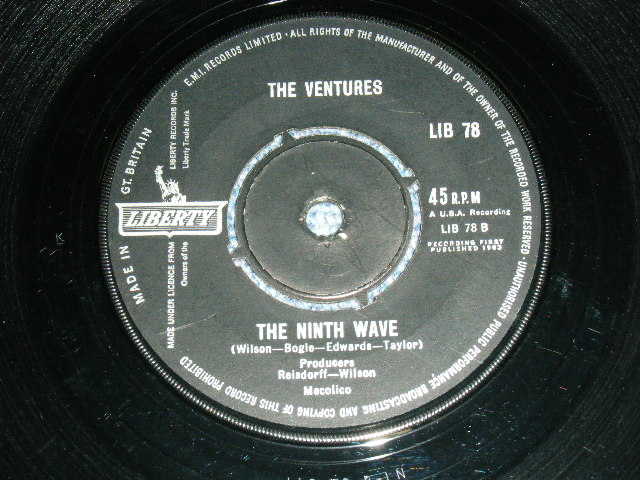 E.M.I. RECORDS LIMITED · ALL RIGHTS OF THE MANUFACTURER AND OF THE OWNER OF THE RECORDED WORK RESERVED · UNAUTHORISED PUBLIC PERFORMANCE BROADCASTING AND COPYING OF THIS RECORD PROHIBITED
MADE IN GT. BRITAIN
THE VENTURES
LIB 78
LIBERTY RECORDS INC.
Liberty Trade Mark
LIBERTY
MADE UNDER LICENCE FROM
Owners of the
45 R.P.M
A U.S.A. Recording
LIB 78 B
RECORDING FIRST
PUBLISHED 1963
THE NINTH WAVE
(Wilson—Bogle—Edwards—Taylor)
Producers
Reisdorff—Wilson
Mecolico